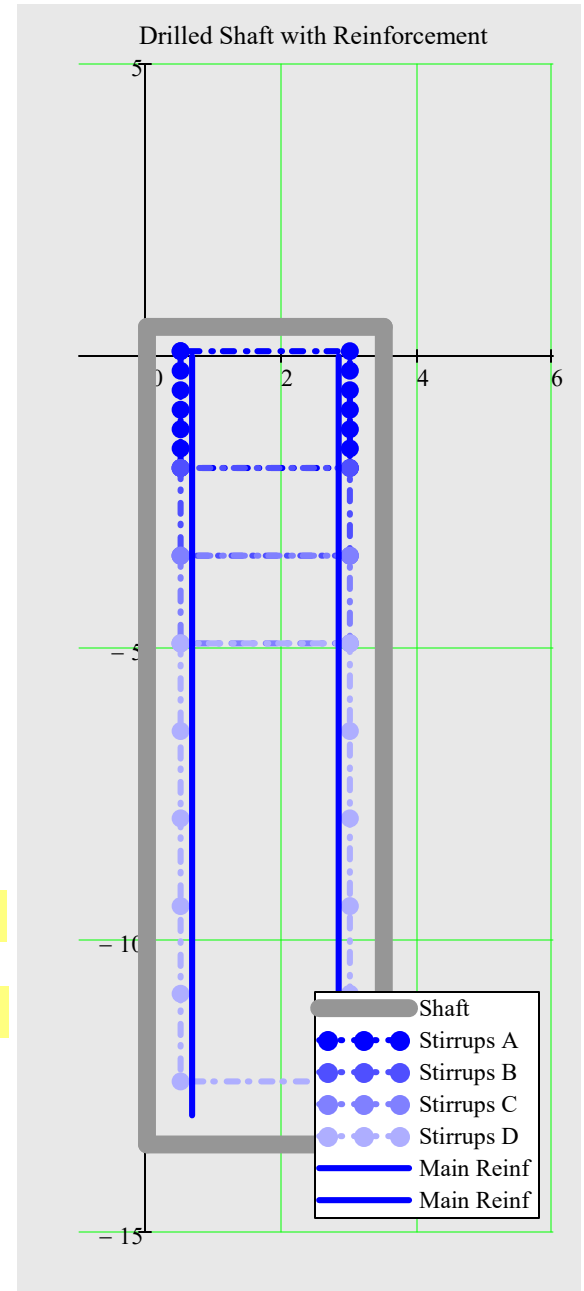 Drilled Shaft with Reinforcement
5
0
2
4
6
– 5
– 10
– 15
Shaft
Stirrups A
Stirrups B
Stirrups C
Stirrups D
Main Reinf
Main Reinf